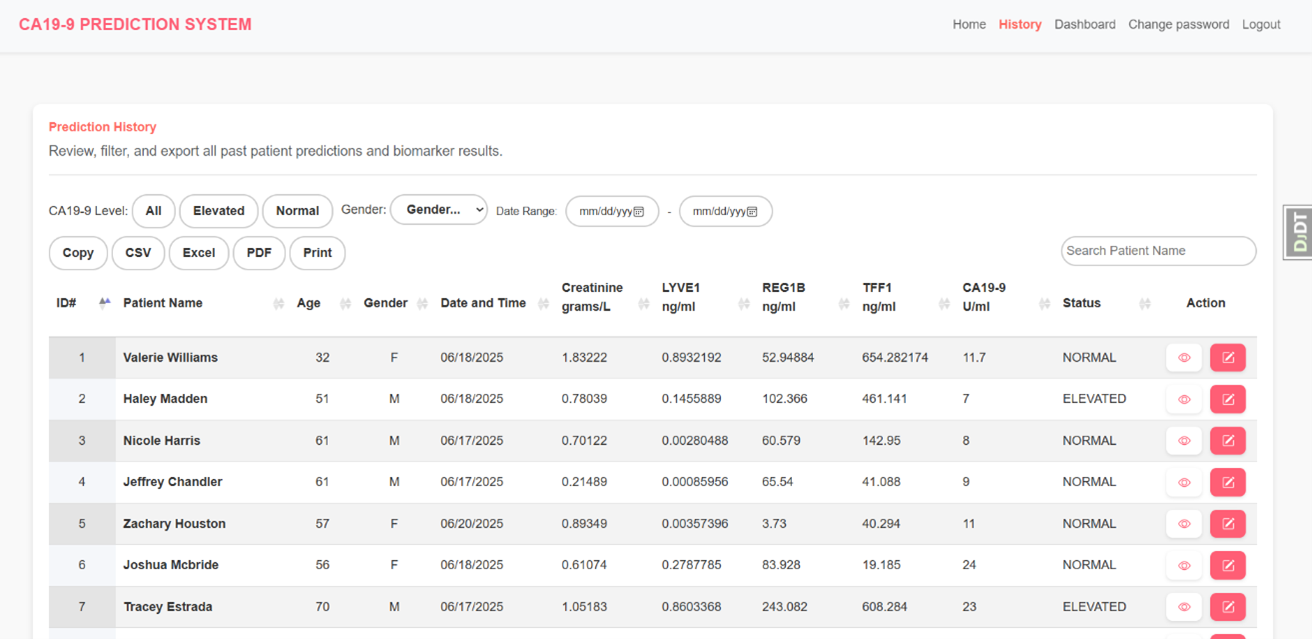 CA19-9 PREDICTION SYSTEM Home History Dashboard Change password Logout
Prediction History
Review, filter, and export all past patient predictions and biomarker results.
CA19-9 Level: All Elevated Normal Gender: Gender... Date Range: mm/dd/yyy - mm/dd/yyy
Copy CSV Excel PDF Print Search Patient Name
DJDT
ID# Patient Name Age Gender Date and Time Creatinine grams/L LYVE1 ng/ml REG1B ng/ml TFF1 ng/ml CA19-9 U/ml Status Action
1 Valerie Williams 32 F 06/18/2025 1.83222 0.8932192 52.94884 654.282174 11.7 NORMAL
2 Haley Madden 51 M 06/18/2025 0.78039 0.1455889 102.366 461.141 7 ELEVATED
3 Nicole Harris 61 M 06/17/2025 0.70122 0.00280488 60.579 142.95 8 NORMAL
4 Jeffrey Chandler 61 M 06/17/2025 0.21489 0.00085956 65.54 41.088 9 NORMAL
5 Zachary Houston 57 F 06/20/2025 0.89349 0.00357396 3.73 40.294 11 NORMAL
6 Joshua Mcbride 56 F 06/18/2025 0.61074 0.2787785 83.928 19.185 24 NORMAL
7 Tracey Estrada 70 M 06/17/2025 1.05183 0.8603368 243.082 608.284 23 ELEVATED